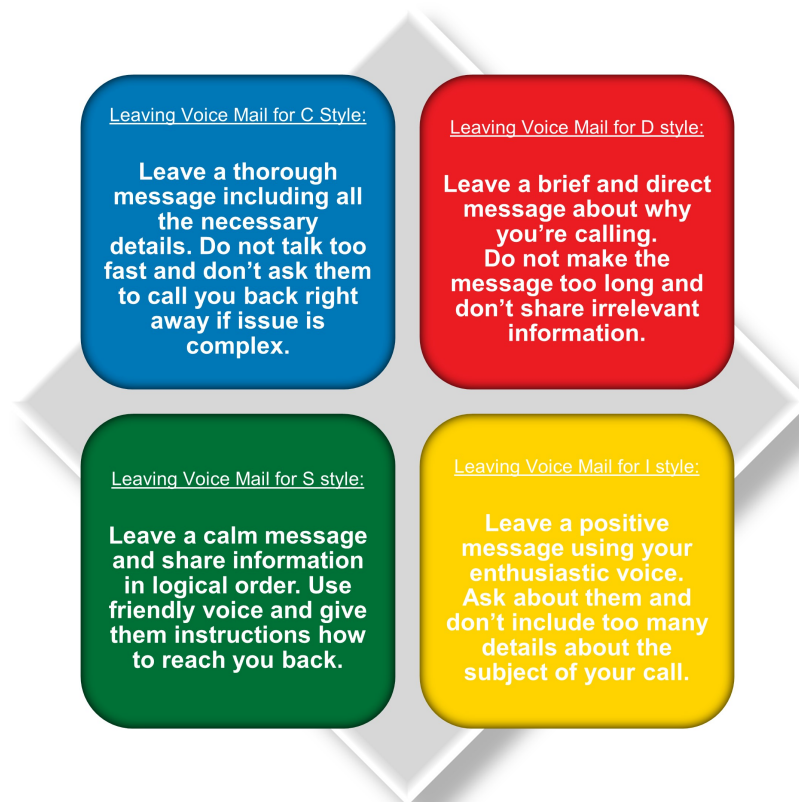 Leaving Voice Mail for C Style:
Leave a thorough
message including all
the necessary
details. Do not talk too
fast and don’t ask them
to call you back right
away if issue is
complex.
Leaving Voice Mail for D style:
Leave a brief and direct
message about why
you’re calling.
Do not make the
message too long and
don’t share irrelevant
information.
Leaving Voice Mail for S style:
Leave a calm message
and share information
in logical order. Use
friendly voice and give
them instructions how
to reach you back.
Leaving Voice Mail for I style:
Leave a positive
message using your
enthusiastic voice.
Ask about them and
don’t include too many
details about the
subject of your call.